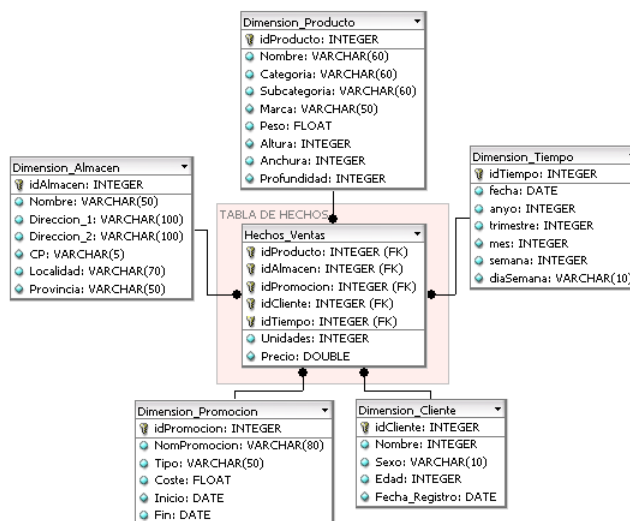 Dimension_Producto
idProducto: INTEGER
Nombre: VARCHAR(60)
Categoria: VARCHAR(60)
Subcategoria: VARCHAR(60)
Marca: VARCHAR(50)
Peso: FLOAT
Altura: INTEGER
Anchura: INTEGER
Profundidad: INTEGER
Dimension_Almacen
idAlmacen: INTEGER
Nombre: VARCHAR(50)
Direccion_1: VARCHAR(100)
Direccion_2: VARCHAR(100)
CP: VARCHAR(5)
Localidad: VARCHAR(70)
Provincia: VARCHAR(50)
Dimension_Tiempo
idTiempo: INTEGER
fecha: DATE
anyo: INTEGER
trimestre: INTEGER
mes: INTEGER
semana: INTEGER
diaSemana: VARCHAR(10)
TABLA DE HECHOS
Hechos_Ventas
idProducto: INTEGER (FK)
idAlmacen: INTEGER (FK)
idPromocion: INTEGER (FK)
idCliente: INTEGER (FK)
idTiempo: INTEGER (FK)
Unidades: INTEGER
Precio: DOUBLE
Dimension_Promocion
idPromocion: INTEGER
NomPromocion: VARCHAR(80)
Tipo: VARCHAR(50)
Coste: FLOAT
Inicio: DATE
Fin: DATE
Dimension_Cliente
idCliente: INTEGER
Nombre: INTEGER
Sexo: VARCHAR(10)
Edad: INTEGER
Fecha_Registro: DATE